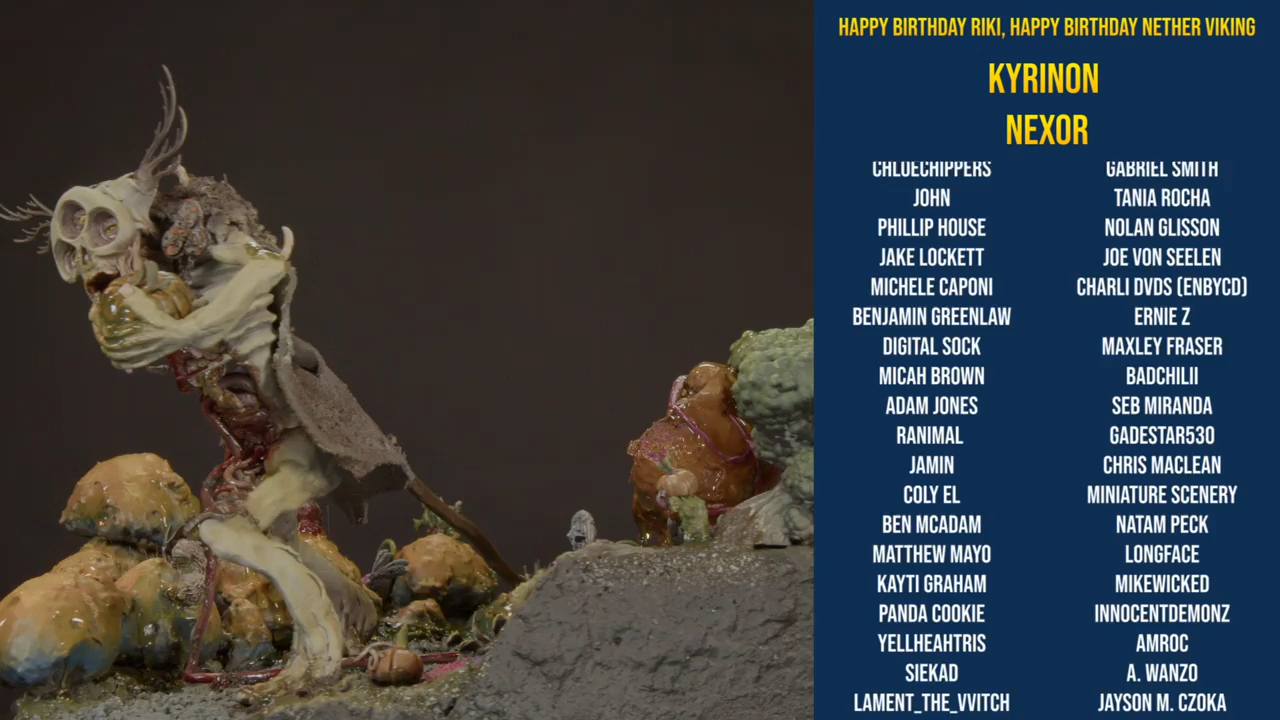 HAPPY BIRTHDAY RIKI, HAPPY BIRTHDAY NETHER VIKING
KYRINON
NEXOR
CHLOECHIPPERS GABRIEL SMITH
JOHN TANIA ROCHA
PHILLIP HOUSE NOLAN GLISSON
JAKE LOCKETT JOE VON SEELEN
MICHELE CAPONI CHARLI DVDS (ENBYCD)
BENJAMIN GREENLAW ERNIE Z
DIGITAL SOCK MAXLEY FRASER
MICAH BROWN BADCHILII
ADAM JONES SEB MIRANDA
RANIMAL GADESTAR530
JAMIN CHRIS MACLEAN
COLY EL MINIATURE SCENERY
BEN MCADAM NATAM PECK
MATTHEW MAYO LONGFACE
KAYTI GRAHAM MIKEWICKED
PANDA COOKIE INNOCENTDEMONZ
YELLHEAHTRIS AMROC
SIEKAD A. WANZO
LAMENT_THE_VVITCH JAYSON M. CZOKA